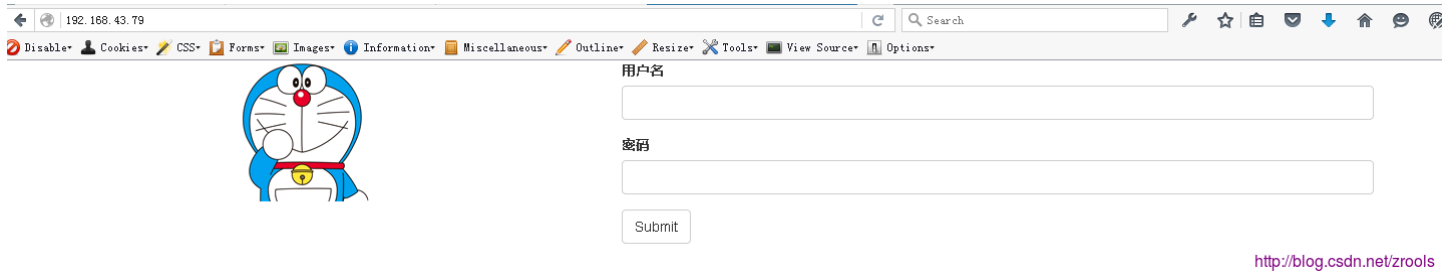 192.168.43.79
Search
Disable Cookies CSS Forms Images Information Miscellaneous Outline Resize Tools View Source Options
用户名
密码
Submit
http://blog.csdn.net/zrools